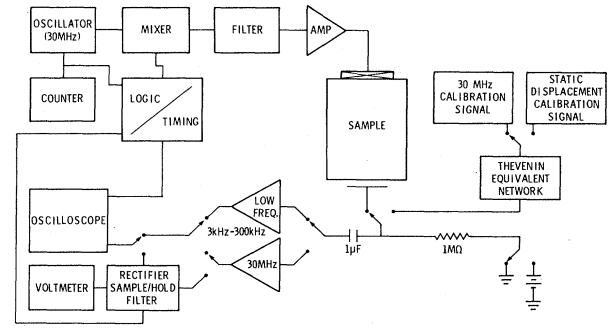 OSCILLATOR
(30MHz)
MIXER
FILTER
AMP
COUNTER
LOGIC
TIMING
SAMPLE
30 MHz
CALIBRATION
SIGNAL
STATIC
DISPLACEMENT
CALIBRATION
SIGNAL
THEVENIN
EQUIVALENT
NETWORK
OSCILLOSCOPE
LOW
FREQ.
3kHz-300kHz
30MHz
1μF
1MΩ
VOLTMETER
RECTIFIER
SAMPLE/HOLD
FILTER